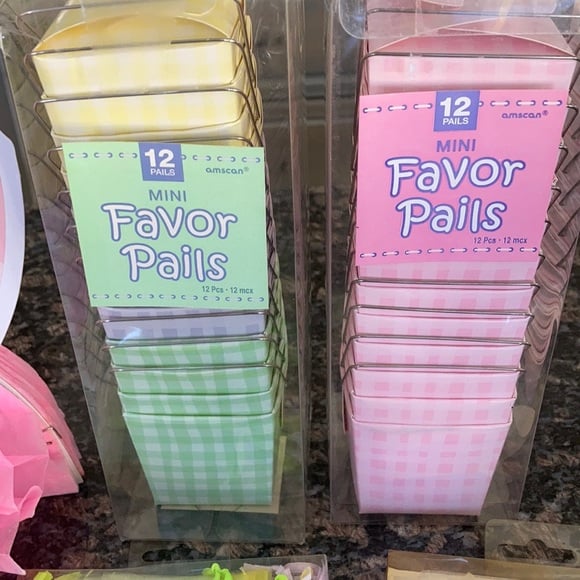 12
PAILS
amscan®
MINI
Favor
Pails
12 Pcs · 12 mcx
12
PAILS
amscan®
MINI
Favor
Pails
12 Pcs · 12 mcx